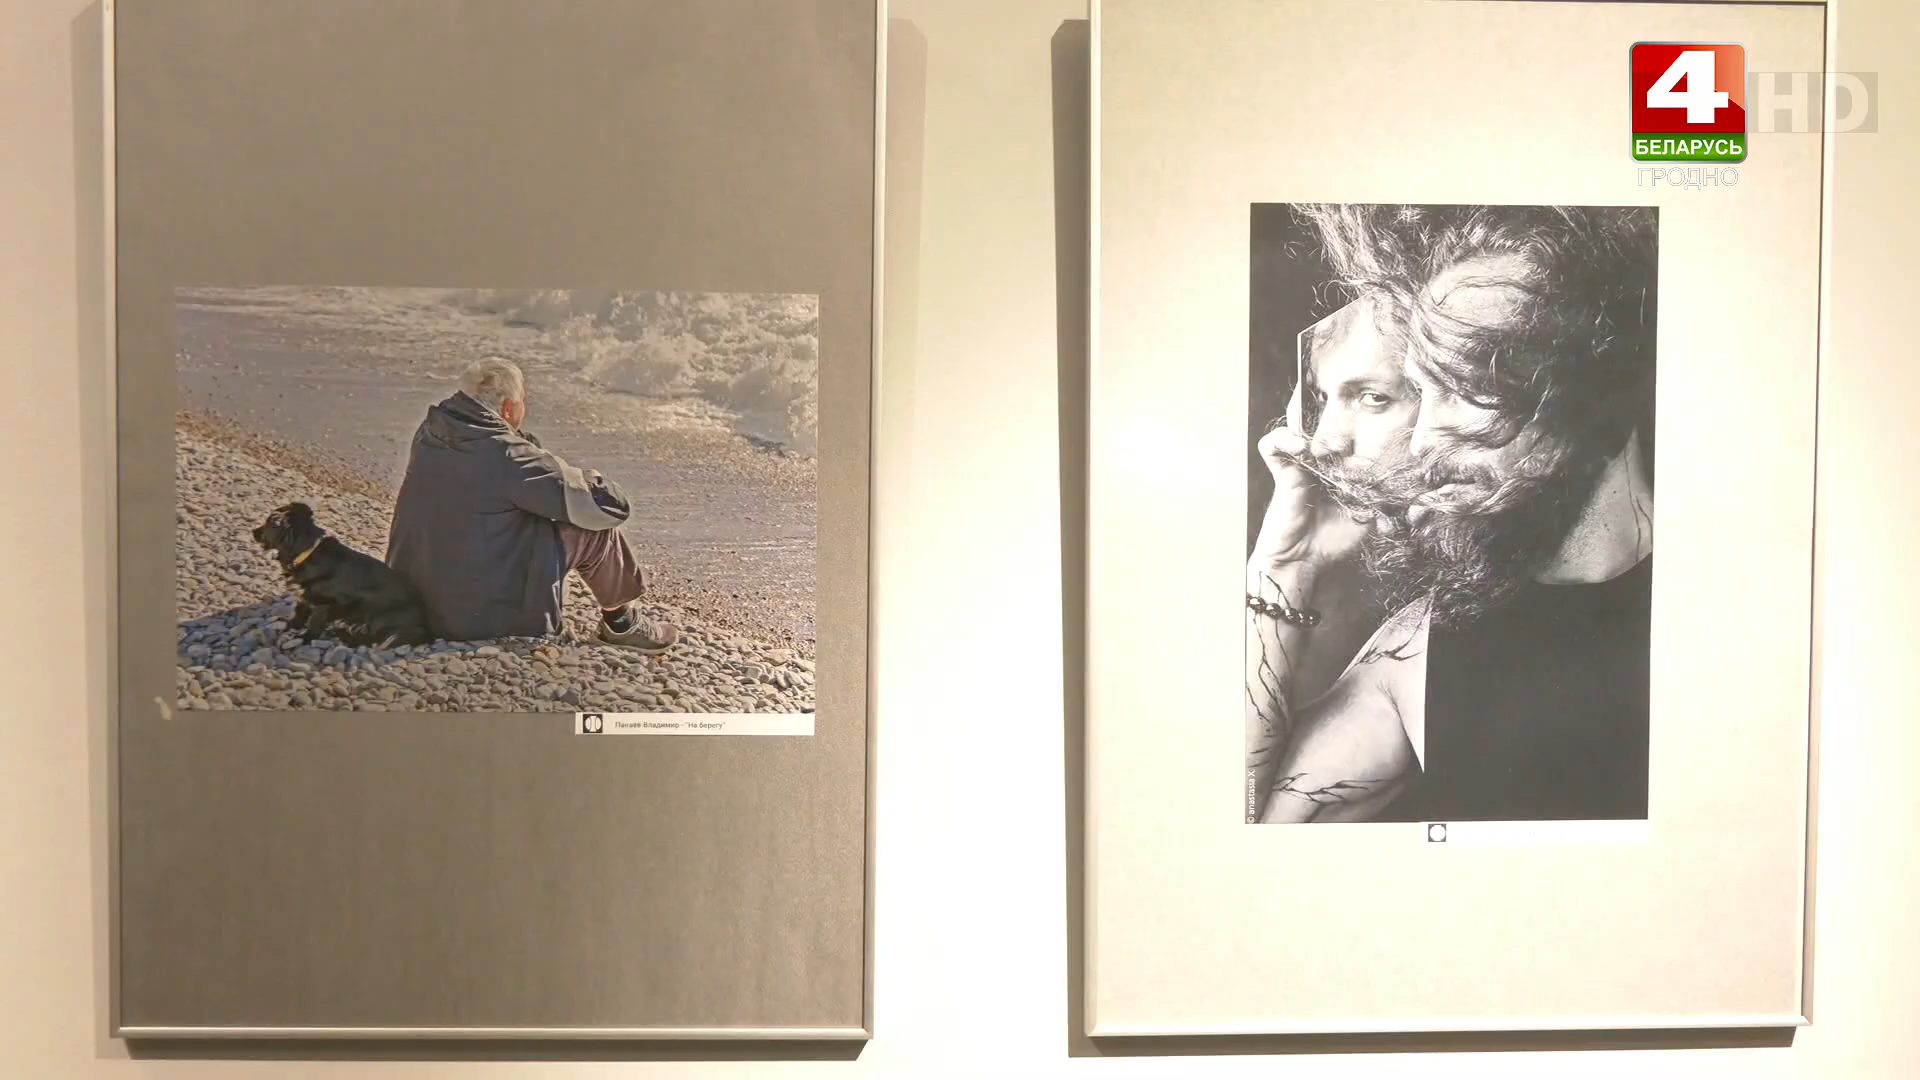 4 HD
БЕЛАРУСЬ
ГРОДНО
Панаев Владимир - "На берегу"
© anastasia X.